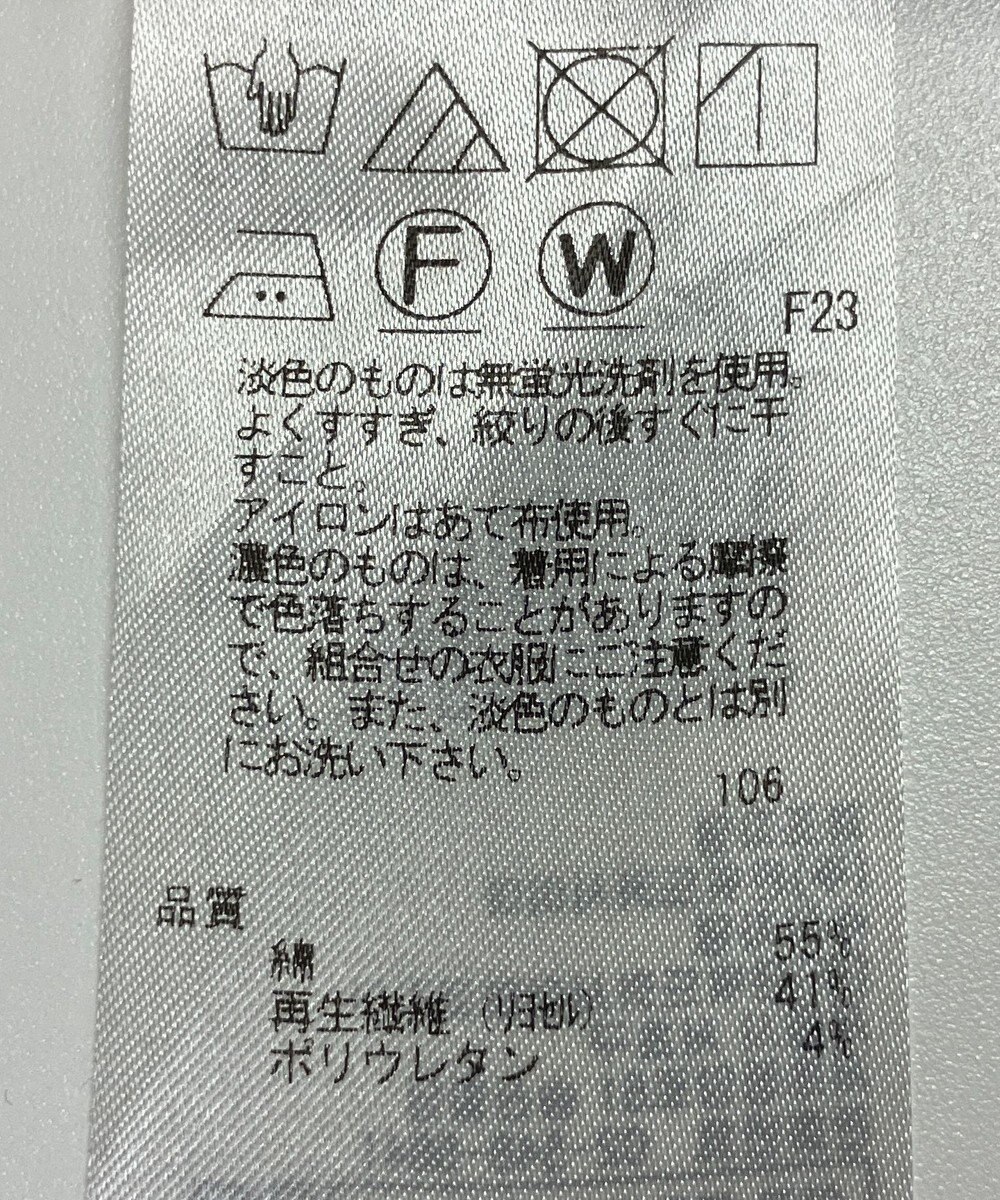 F W
F23
淡色のものは無蛍光洗剤を使用。
よくすすぎ、絞りの後すぐに干
すこと。
アイロンはあて布使用。
濃色のものは、着用による摩擦
で色落ちすることがありますの
で、組合せの衣服にご注意くだ
さい。また、淡色のものとは別
にお洗い下さい。
106
品質
綿 55%
再生繊維（リヨセル） 41%
ポリウレタン 4%